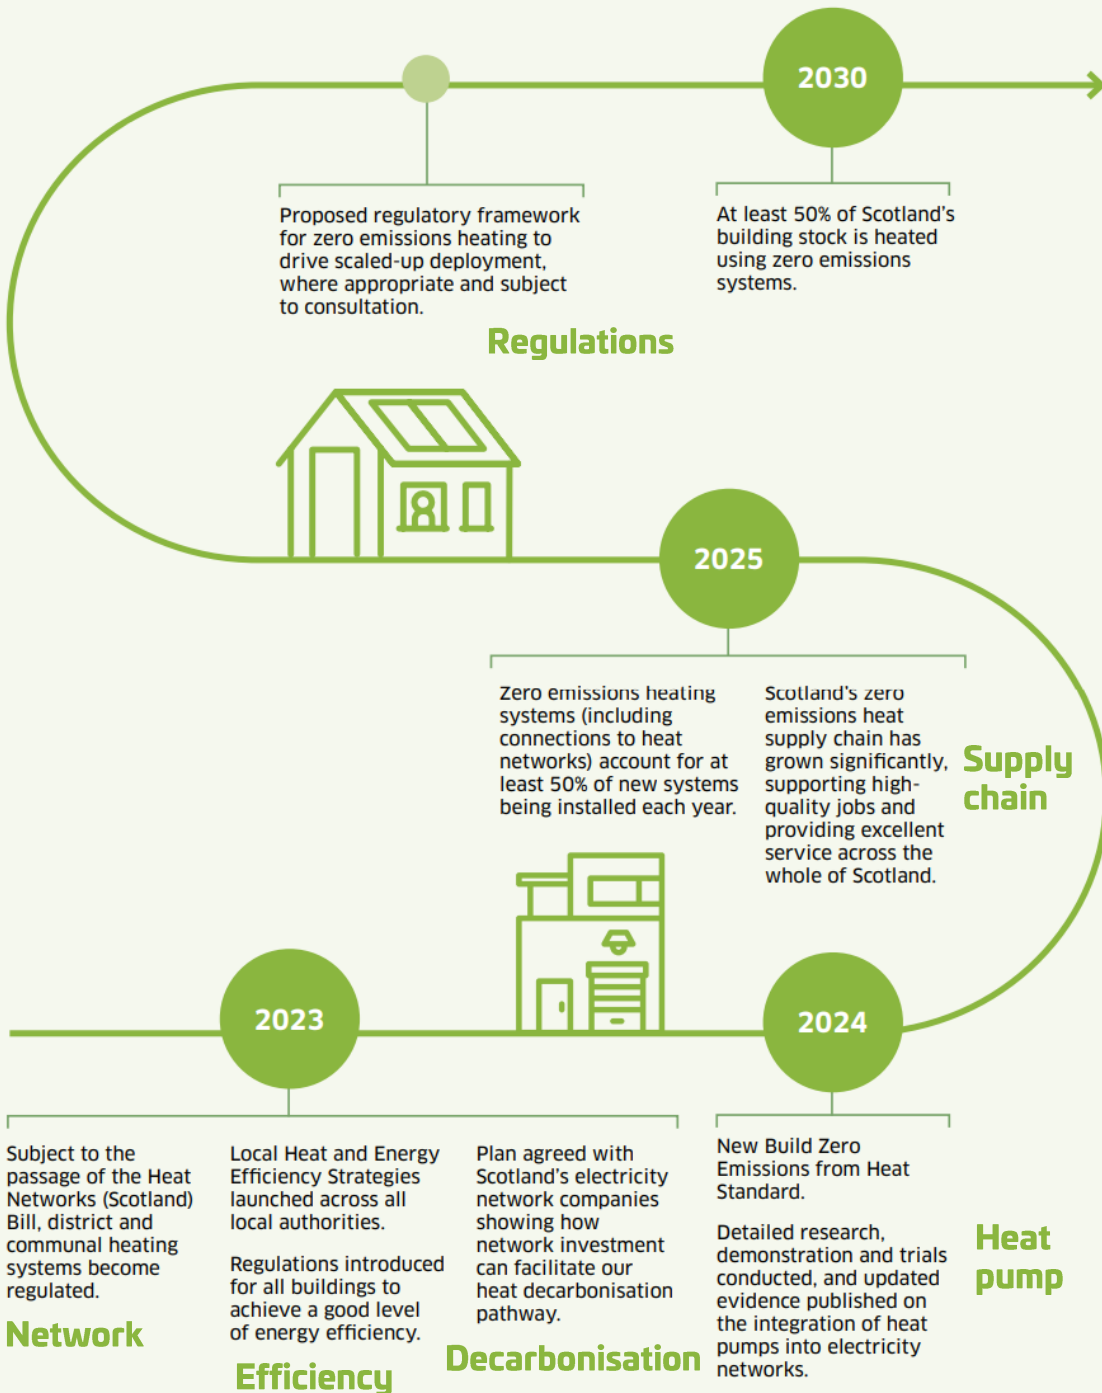 2030
Proposed regulatory framework
for zero emissions heating to
drive scaled-up deployment,
where appropriate and subject
to consultation.
At least 50% of Scotland's
building stock is heated
using zero emissions
systems.
Regulations
2025
Zero emissions heating
systems (including
connections to heat
networks) account for at
least 50% of new systems
being installed each year.
Scotland's zero
emissions heat
supply chain has
grown significantly,
supporting high-
quality jobs and
providing excellent
service across the
whole of Scotland.
Supply
chain
2023
2024
Subject to the
passage of the Heat
Networks (Scotland)
Bill, district and
communal heating
systems become
regulated.
Network
Local Heat and Energy
Efficiency Strategies
launched across all
local authorities.
Regulations introduced
for all buildings to
achieve a good level
of energy efficiency.
Efficiency
Plan agreed with
Scotland's electricity
network companies
showing how
network investment
can facilitate our
heat decarbonisation
pathway.
Decarbonisation
New Build Zero
Emissions from Heat
Standard.
Detailed research,
demonstration and trials
conducted, and updated
evidence published on
the integration of heat
pumps into electricity
networks.
Heat
pump